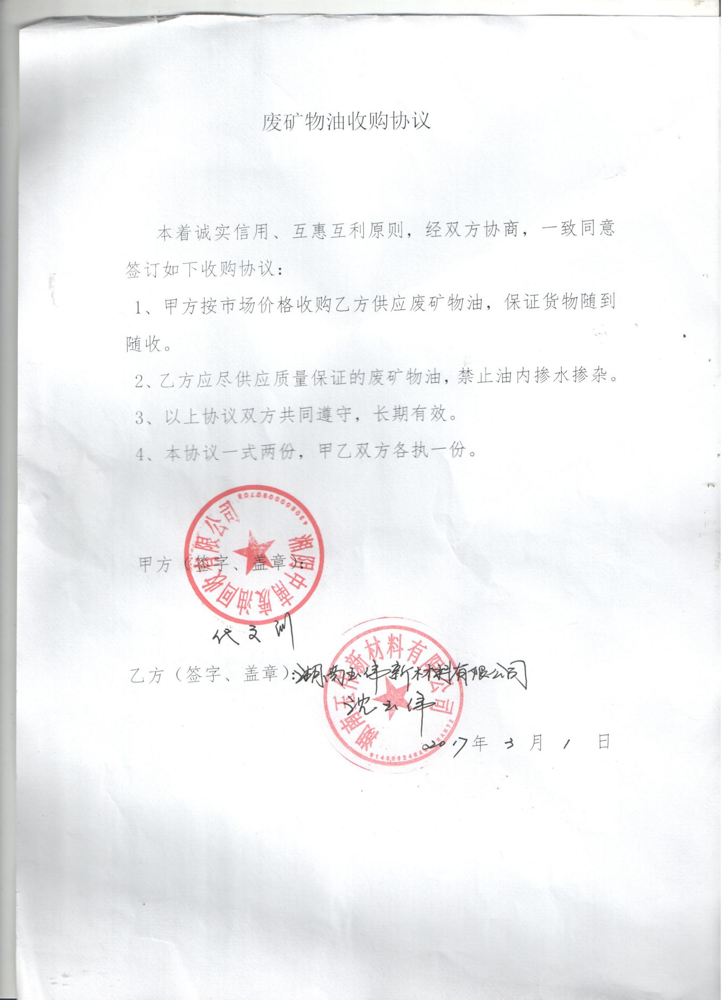 废矿物油收购协议
本着诚实信用、互惠互利原则，经双方协商，一致同意
签订如下收购协议：
1、甲方按市场价格收购乙方供应废矿物油，保证货物随到
随收。
2、乙方应尽供应质量保证的废矿物油，禁止油内掺水掺杂。
3、以上协议双方共同遵守，长期有效。
4、本协议一式两份，甲乙双方各执一份。
湘阴中南废油回收有限公司
甲方（签字、盖章）：
代文
湖南玉伟新材料有限公司
乙方（签字、盖章）：湖南玉伟新材料有限公司
沈玉伟
2017年 3 月 1 日